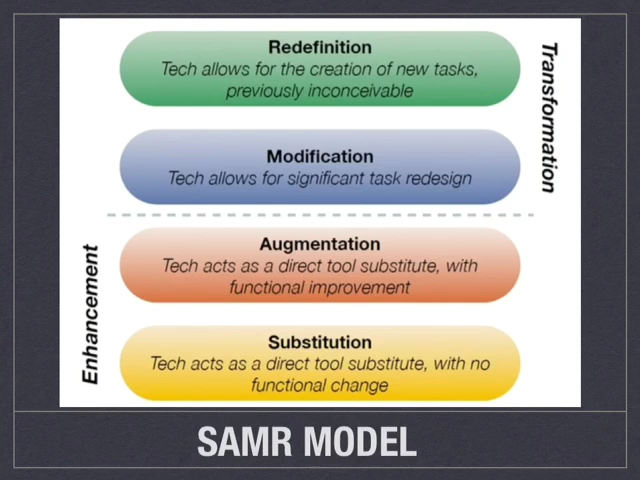 Redefinition
Tech allows for the creation of new tasks,
previously inconceivable
Transformation
Modification
Tech allows for significant task redesign
Augmentation
Tech acts as a direct tool substitute, with
functional improvement
Enhancement
Substitution
Tech acts as a direct tool substitute, with no
functional change
SAMR MODEL